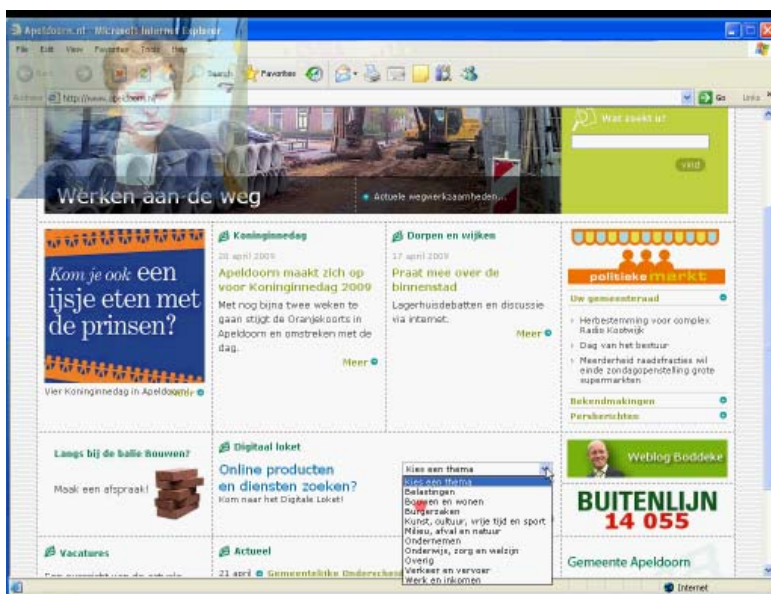 Apeldoorn.nl - Microsoft Internet Explorer
File Edit View Favorites Tools Help
Search Favorites
Address http://www.apeldoorn.nl/ Go Links
Wat zoekt u?
vind
Werken aan de weg
Actuele wegwerkzaamheden...
Kom je ook een
ijsje eten met
de prinsen?
Vier Koninginnedag in Apeldoorn!
Koninginnedag
20 april 2009
Apeldoorn maakt zich op
voor Koninginnedag 2009
Met nog bijna twee weken te
gaan stijgt de Oranjekoorts in
Apeldoorn en omstreken met de
dag.
Meer
Dorpen en wijken
17 april 2009
Praat mee over de
binnenstad
Lagerhuisdebatten en discussie
via internet.
Meer
politieke markt
Uw gemeenteraad
Herbestemming voor complex
Radio Kootwijk
Dag van het bestuur
Meerderheid raadsfracties wil
einde zondagopenstelling grote
supermarkten
Bekendmakingen
Persberichten
Langs bij de balie Bouwen?
Maak een afspraak!
Digitaal loket
Online producten
en diensten zoeken?
Kom naar het Digitale Loket!
Kies een thema
Kies een thema
Belastingen
Bouwen en wonen
Burgerzaken
Kunst, cultuur, vrije tijd en sport
Milieu, afval en natuur
Ondernemen
Onderwijs, zorg en welzijn
Overig
Verkeer en vervoer
Werk en inkomen
Weblog Boddeke
BUITENLIJN
14 055
Vacatures
Actueel
21 april Gemeentelijke
Gemeente Apeldoorn
Internet